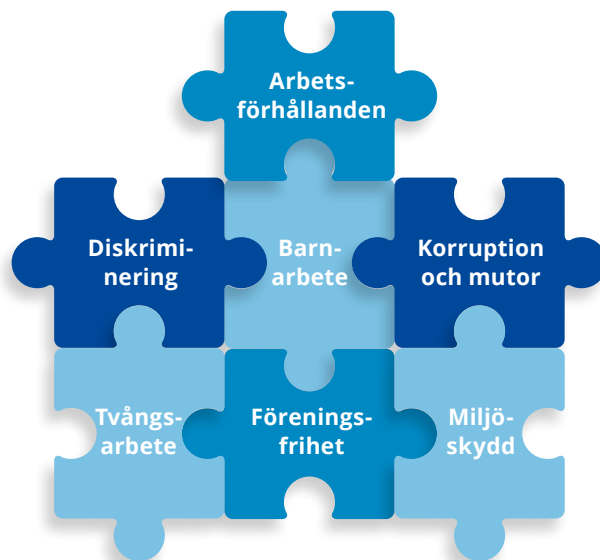 Arbets-
förhållanden
Diskrimi-
nering
Barn-
arbete
Korruption
och mutor
Tvångs-
arbete
Förenings-
frihet
Miljö-
skydd